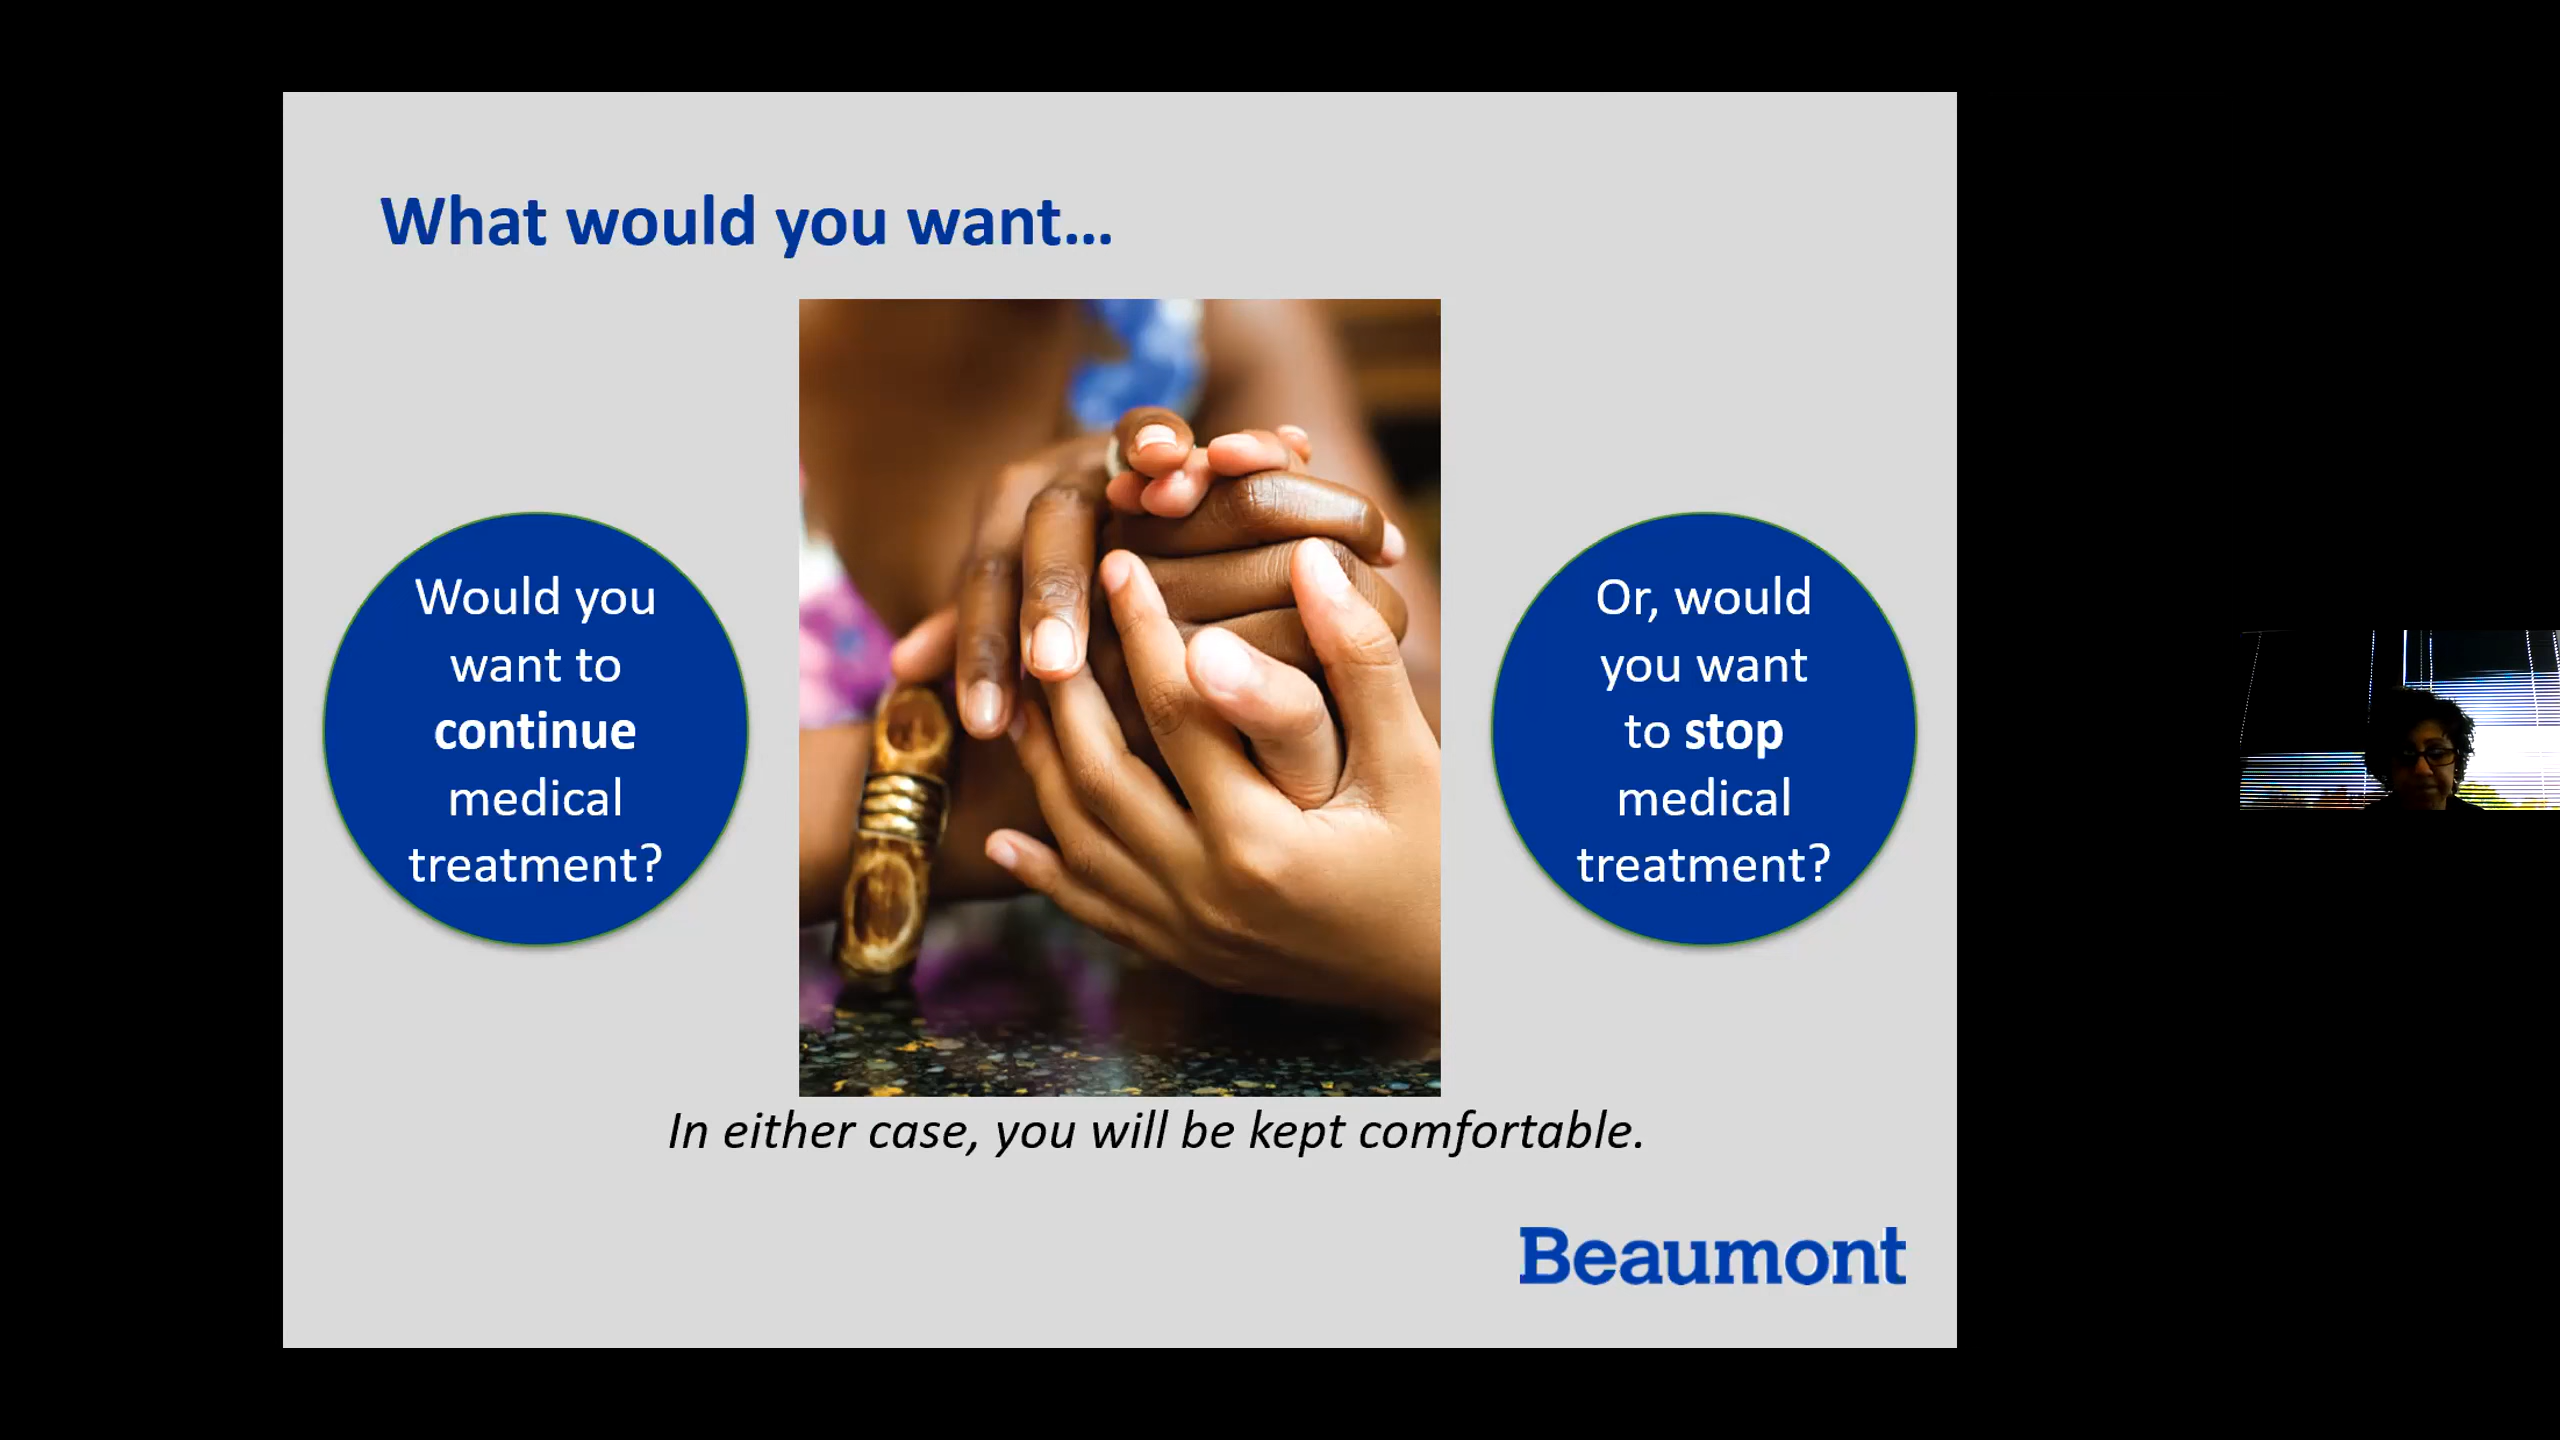 What would you want...
Would you
want to
continue
medical
treatment?
Or, would
you want
to stop
medical
treatment?
In either case, you will be kept comfortable.
Beaumont